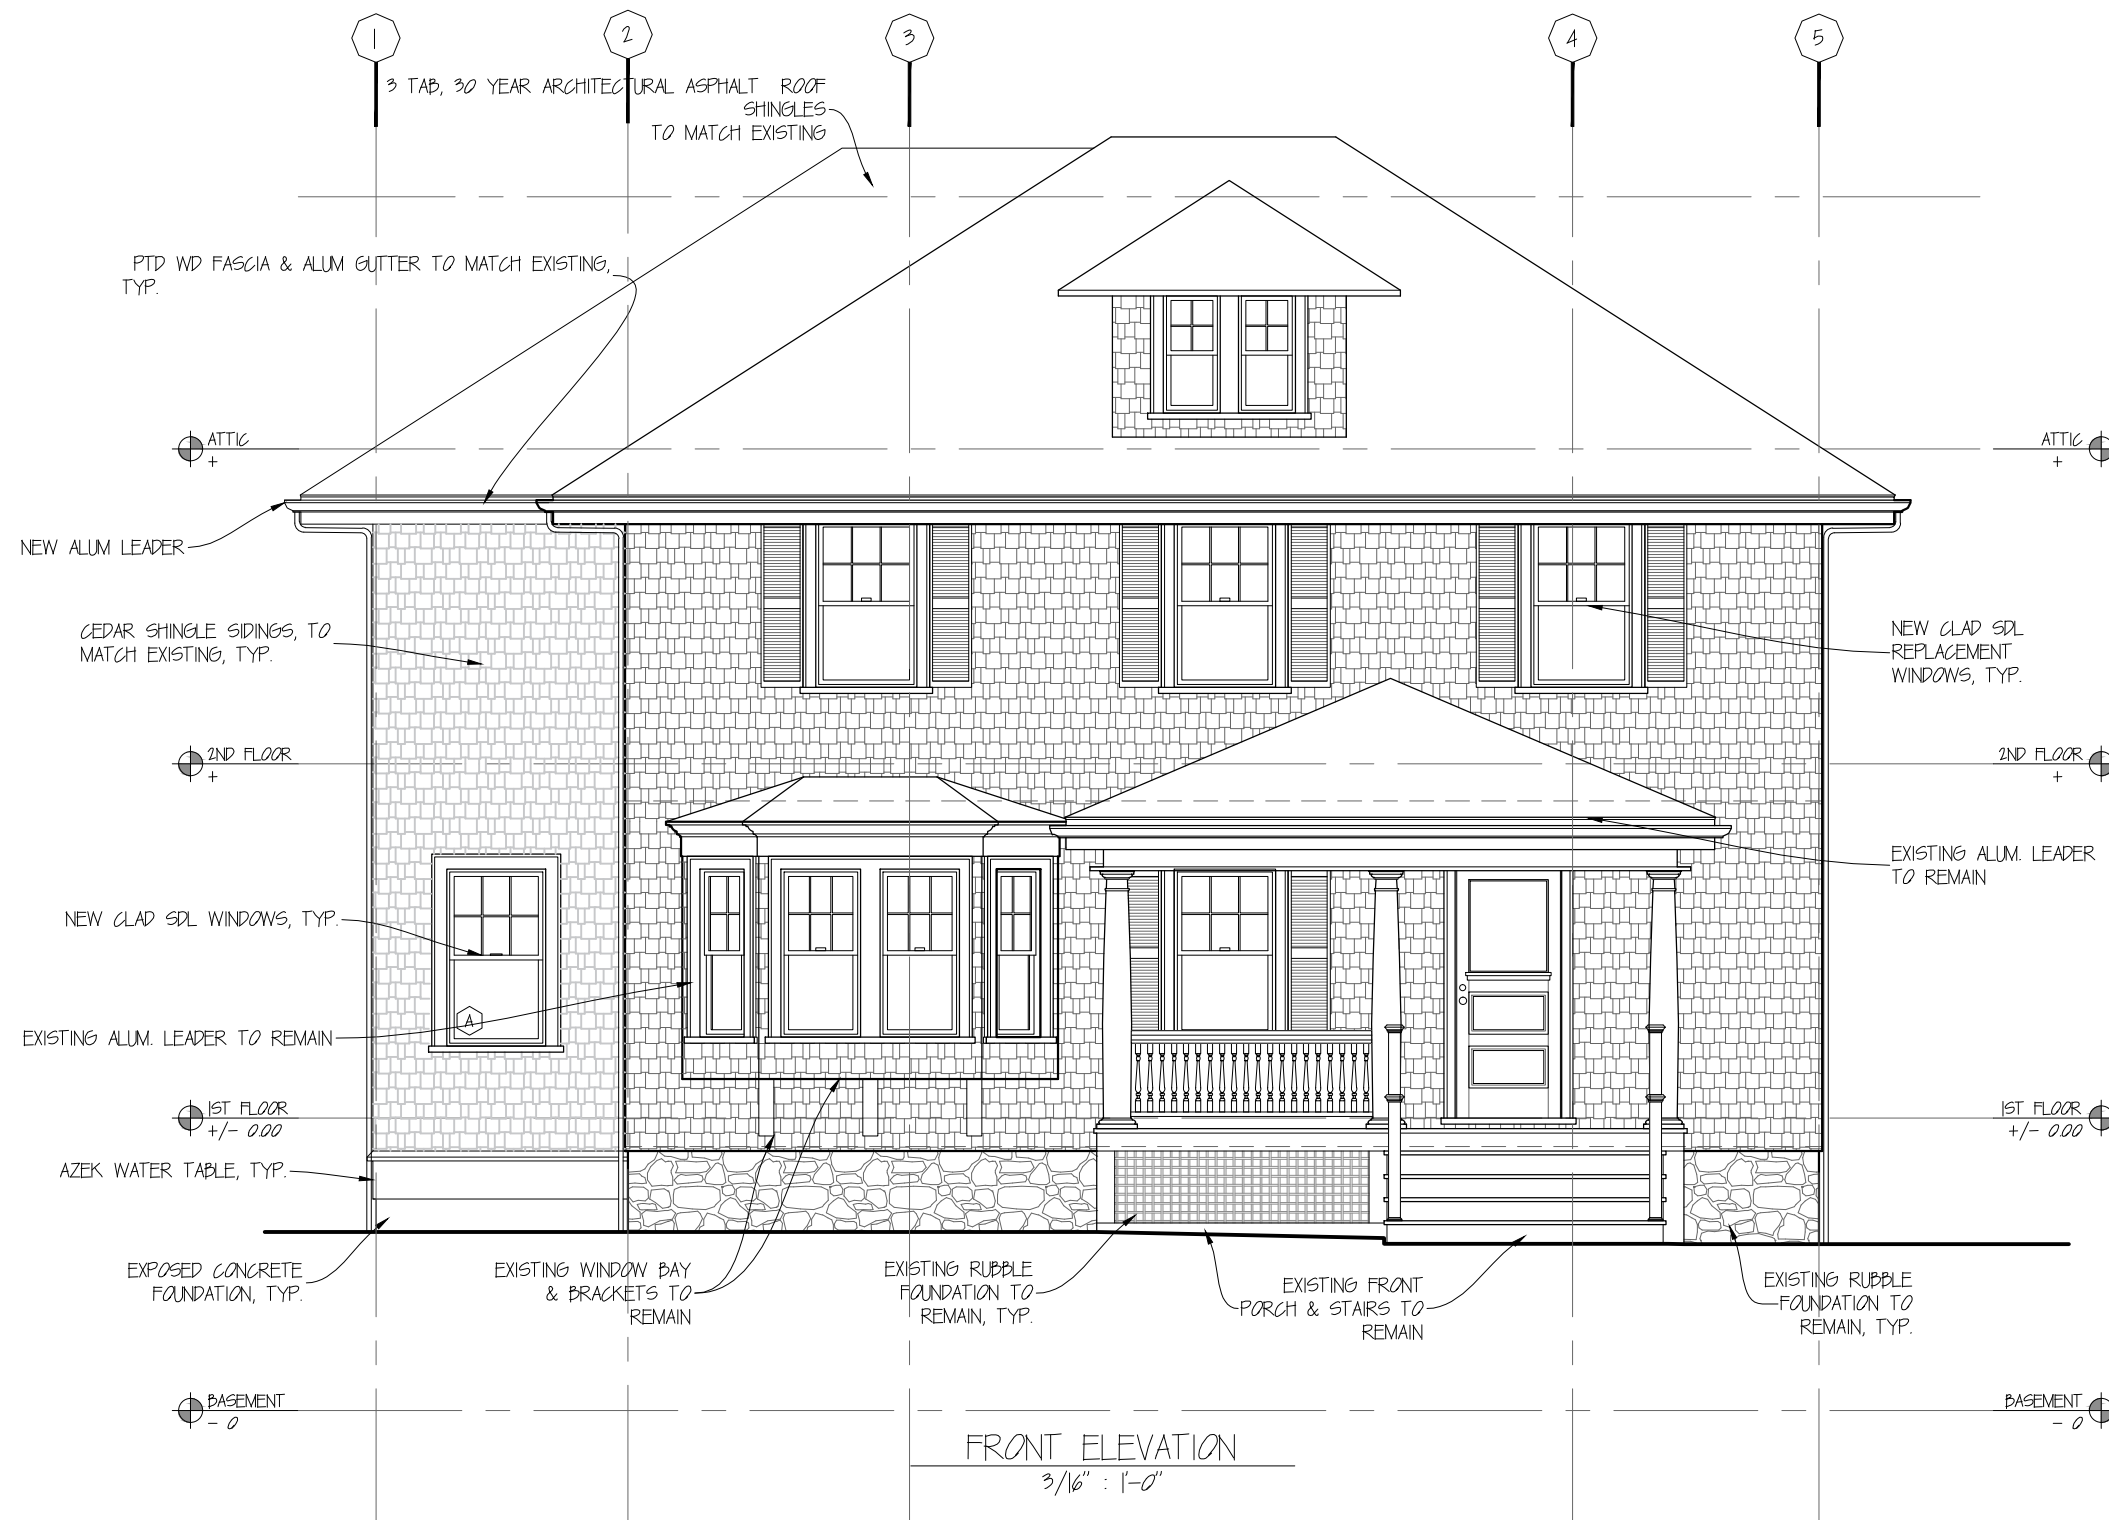 1
2
3
4
5
3 TAB, 30 YEAR ARCHITECTURAL ASPHALT ROOF
SHINGLES
TO MATCH EXISTING
PTD WD FASCIA & ALUM GUTTER TO MATCH EXISTING,
TYP.
ATTIC
+
ATTIC
+
NEW ALUM LEADER
CEDAR SHINGLE SIDINGS, TO
MATCH EXISTING, TYP.
NEW CLAD SDL
REPLACEMENT
WINDOWS, TYP.
2ND FLOOR
+
2ND FLOOR
+
EXISTING ALUM. LEADER
TO REMAIN
NEW CLAD SDL WINDOWS, TYP.
A
EXISTING ALUM. LEADER TO REMAIN
1ST FLOOR
+/- 0.00
1ST FLOOR
+/- 0.00
AZEK WATER TABLE, TYP.
EXPOSED CONCRETE
FOUNDATION, TYP.
EXISTING WINDOW BAY
& BRACKETS TO
REMAIN
EXISTING RUBBLE
FOUNDATION TO
REMAIN, TYP.
EXISTING FRONT
PORCH & STAIRS TO
REMAIN
EXISTING RUBBLE
FOUNDATION TO
REMAIN, TYP.
BASEMENT
- 0
BASEMENT
- 0
FRONT ELEVATION
3/16" : 1'-0"